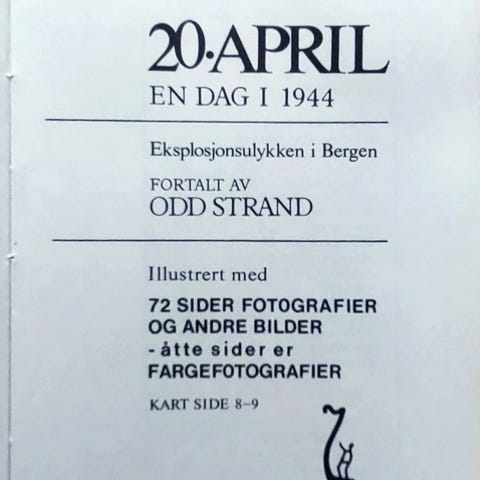 20·APRIL
EN DAG I 1944
Eksplosjonsulykken i Bergen
FORTALT AV
ODD STRAND
Illustrert med
72 SIDER FOTOGRAFIER
OG ANDRE BILDER
- åtte sider er
FARGEFOTOGRAFIER
KART SIDE 8–9